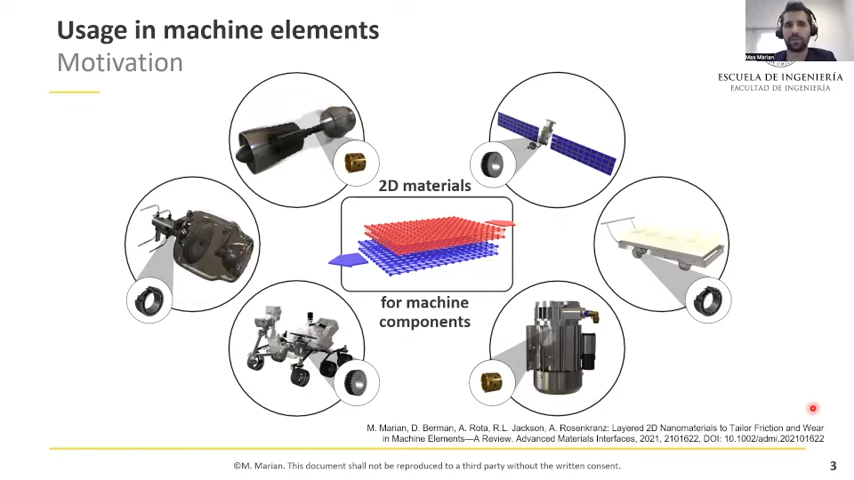 Usage in machine elements
Motivation
Max Marian
ESCUELA DE INGENIERÍA
FACULTAD DE INGENIERÍA
2D materials
for machine
components
M. Marian, D. Berman, A. Rota, R.L. Jackson, A. Rosenkranz: Layered 2D Nanomaterials to Tailor Friction and Wear
in Machine Elements—A Review. Advanced Materials Interfaces, 2021, 2101622, DOI: 10.1002/admi.202101622
©M. Marian. This document shall not be reproduced to a third party without the written consent.
3